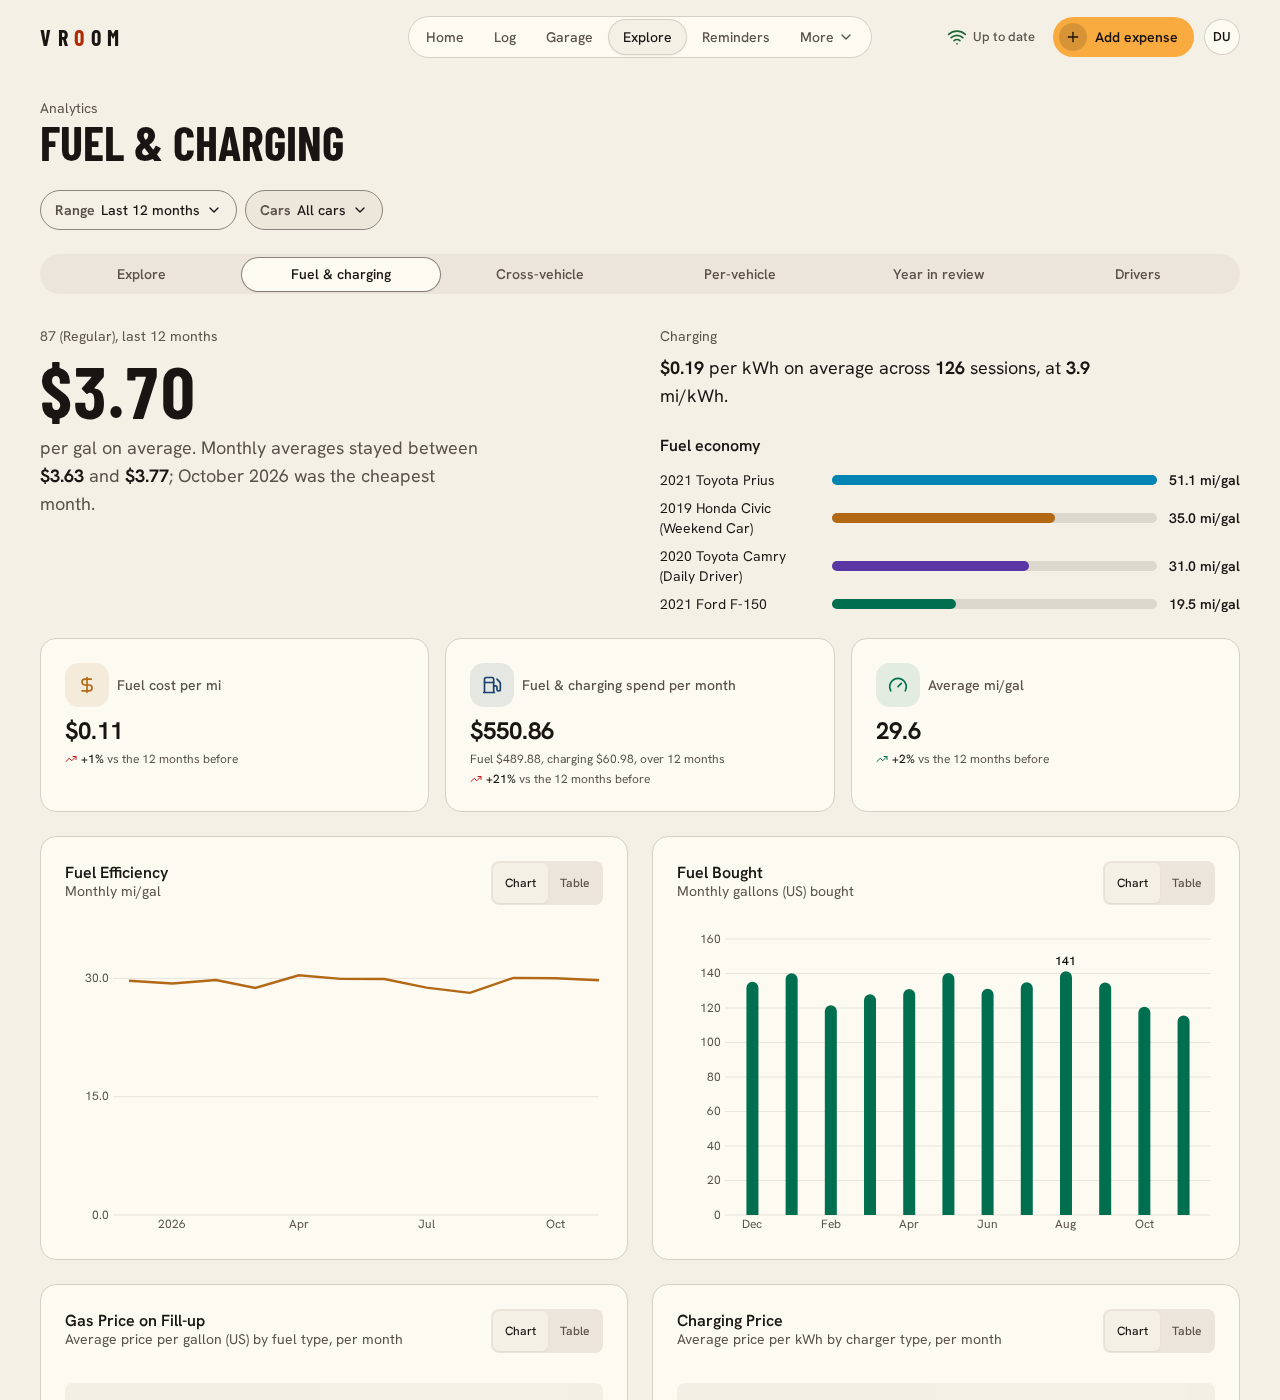 VROOM
Home
Log
Garage
Explore
Reminders
More
Up to date
Add expense
DU
Analytics
FUEL & CHARGING
Range Last 12 months
Cars All cars
Explore
Fuel & charging
Cross-vehicle
Per-vehicle
Year in review
Drivers
87 (Regular), last 12 months
$3.70
per gal on average. Monthly averages stayed between
$3.63 and $3.77; October 2026 was the cheapest
month.
Charging
$0.19 per kWh on average across 126 sessions, at 3.9
mi/kWh.
Fuel economy
2021 Toyota Prius
51.1 mi/gal
2019 Honda Civic
(Weekend Car)
35.0 mi/gal
2020 Toyota Camry
(Daily Driver)
31.0 mi/gal
2021 Ford F-150
19.5 mi/gal
Fuel cost per mi
$0.11
+1% vs the 12 months before
Fuel & charging spend per month
$550.86
Fuel $489.88, charging $60.98, over 12 months
+21% vs the 12 months before
Average mi/gal
29.6
+2% vs the 12 months before
Fuel Efficiency
Monthly mi/gal
Chart
Table
30.0
15.0
0.0
2026
Apr
Jul
Oct
Fuel Bought
Monthly gallons (US) bought
Chart
Table
160
140
120
100
80
60
40
20
0
141
Dec
Feb
Apr
Jun
Aug
Oct
Gas Price on Fill-up
Average price per gallon (US) by fuel type, per month
Chart
Table
Charging Price
Average price per kWh by charger type, per month
Chart
Table